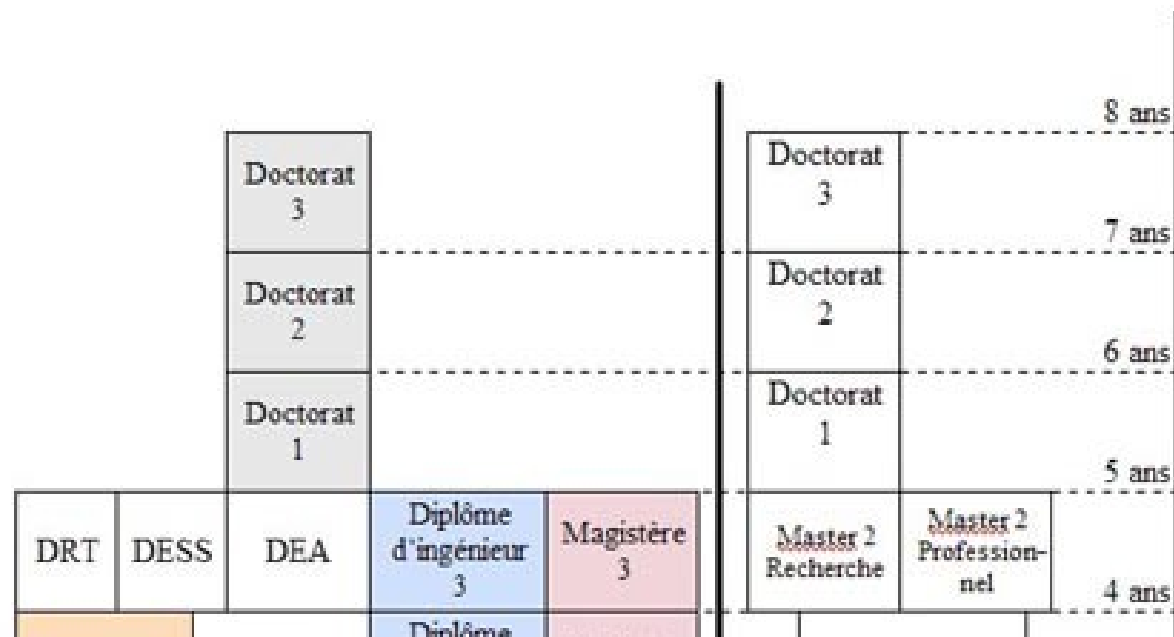 8 ans
Doctorat
3
Doctorat
3
7 ans
Doctorat
2
Doctorat
2
6 ans
Doctorat
1
Doctorat
1
5 ans
DRT
DESS
DEA
Diplôme
d'ingénieur
3
Magistère
3
Master 2
Recherche
Master 2
Profession-
nel
4 ans
Diplôme